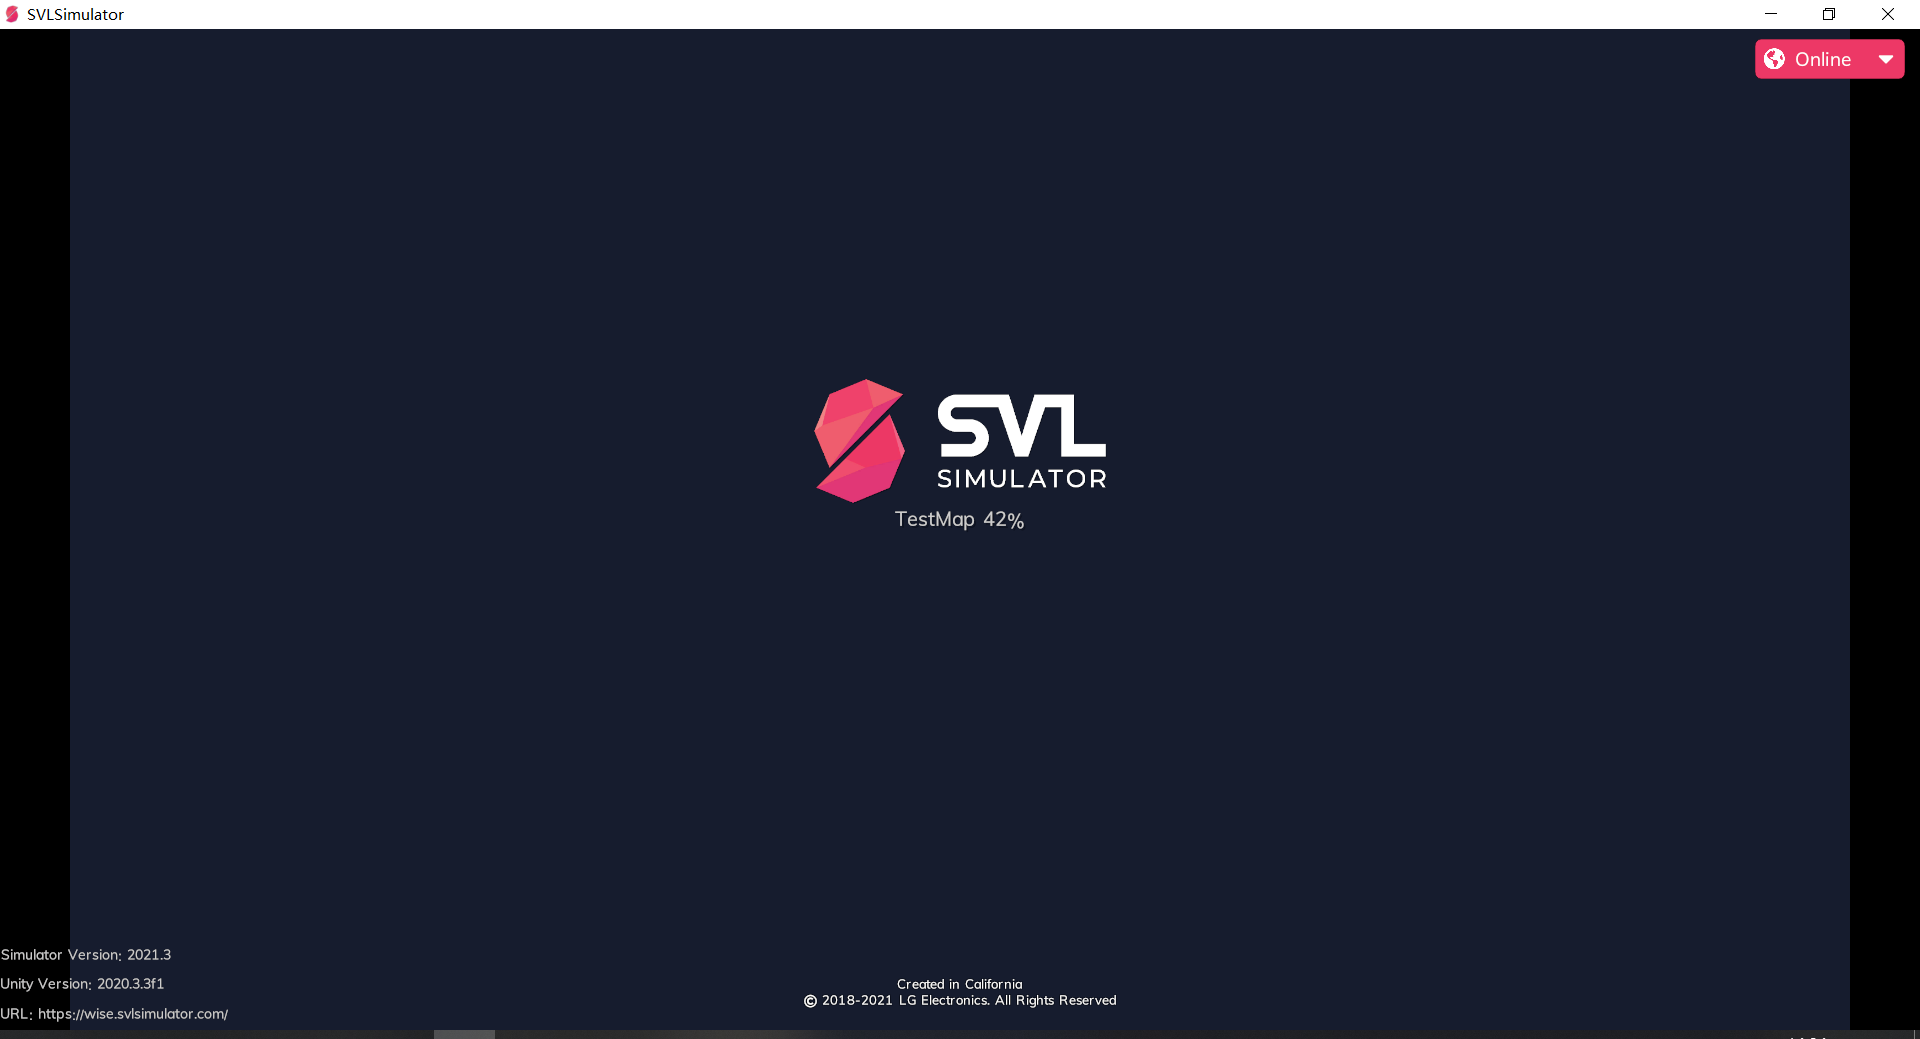 SVLSimulator
Online
SVL
SIMULATOR
TestMap 42%
Simulator Version: 2021.3
Unity Version: 2020.3.3f1
URL: https://wise.svlsimulator.com/
Created in California
© 2018-2021 LG Electronics. All Rights Reserved